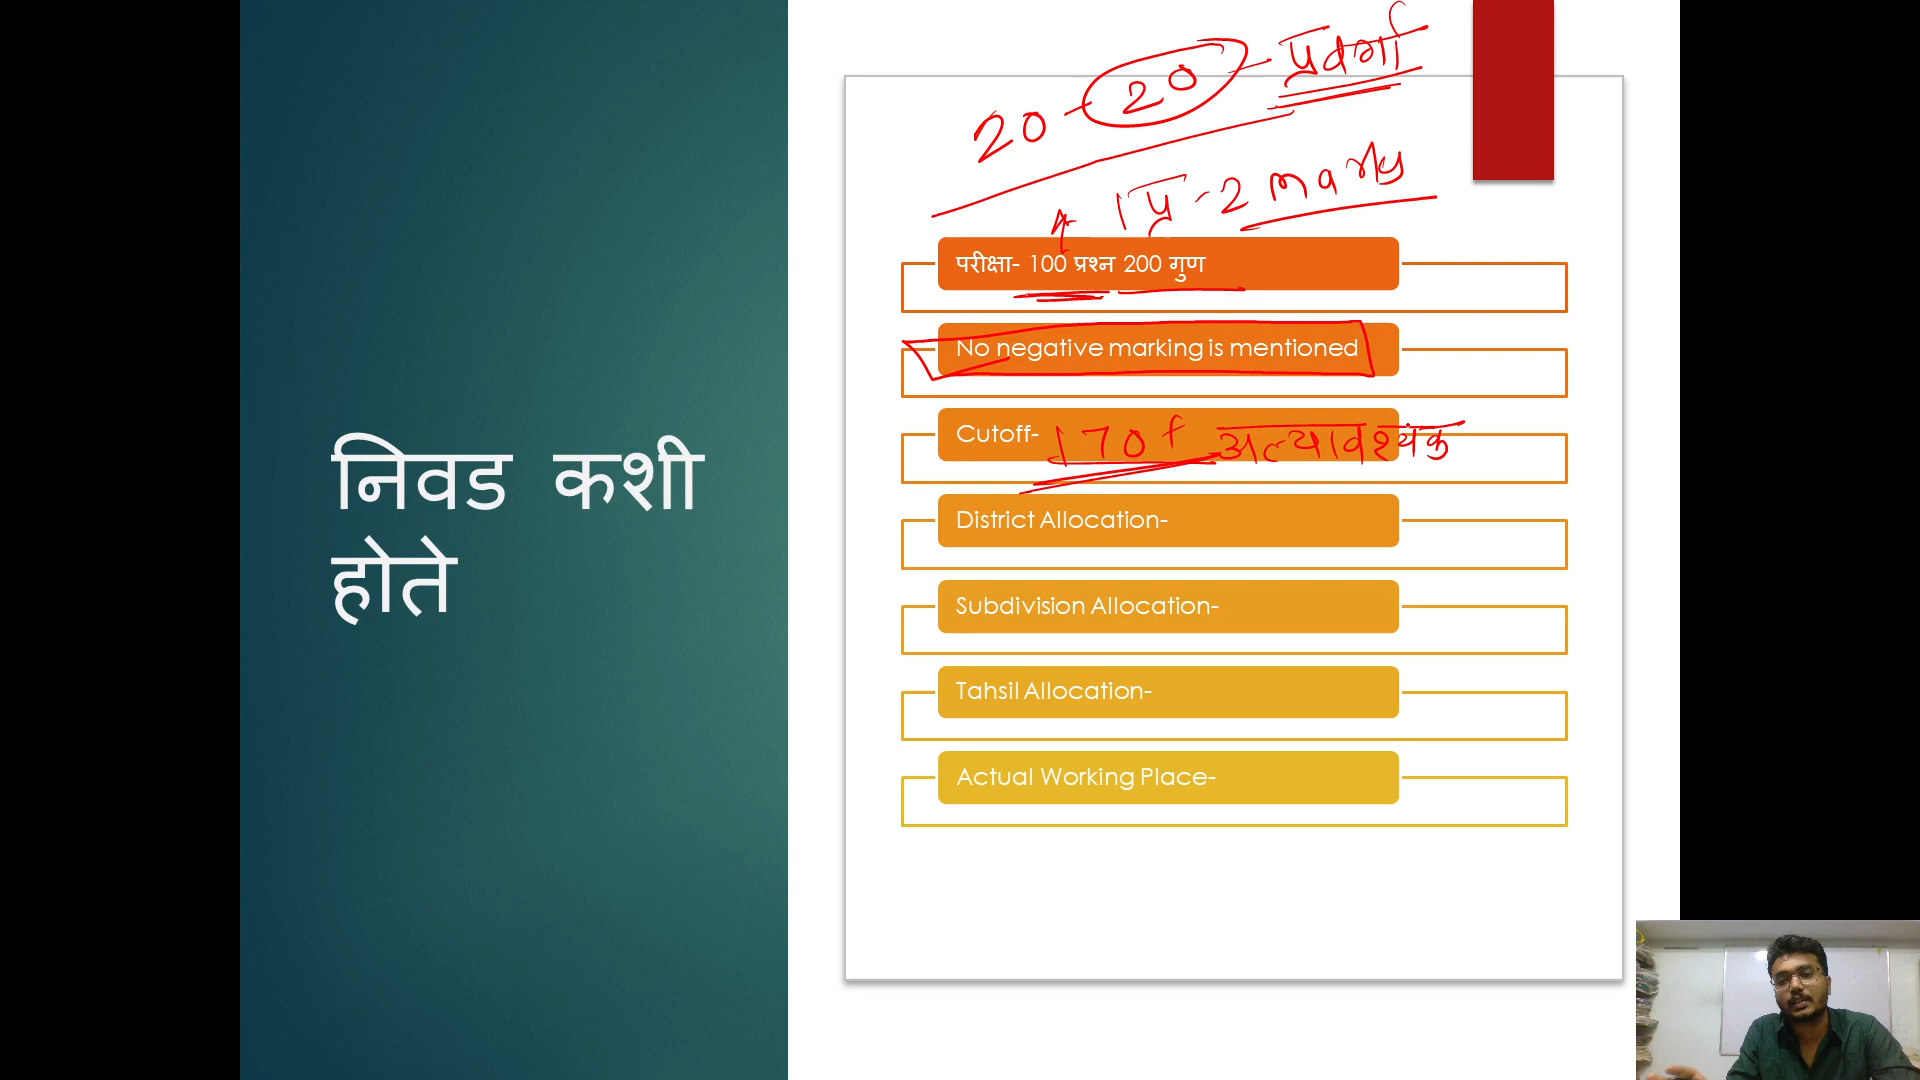 निवड कशी
होते
20 - 20 - प्रवर्ग
1 प्र - 2 marks
परीक्षा- 100 प्रश्न 200 गुण
No negative marking is mentioned
Cutoff- 170+ अत्यावश्यक
District Allocation-
Subdivision Allocation-
Tahsil Allocation-
Actual Working Place-